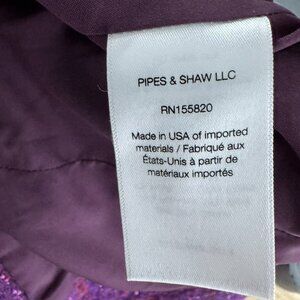 PIPES & SHAW LLC
RN155820
Made in USA of imported
materials / Fabriqué aux
États-Unis à partir de
matériaux importés